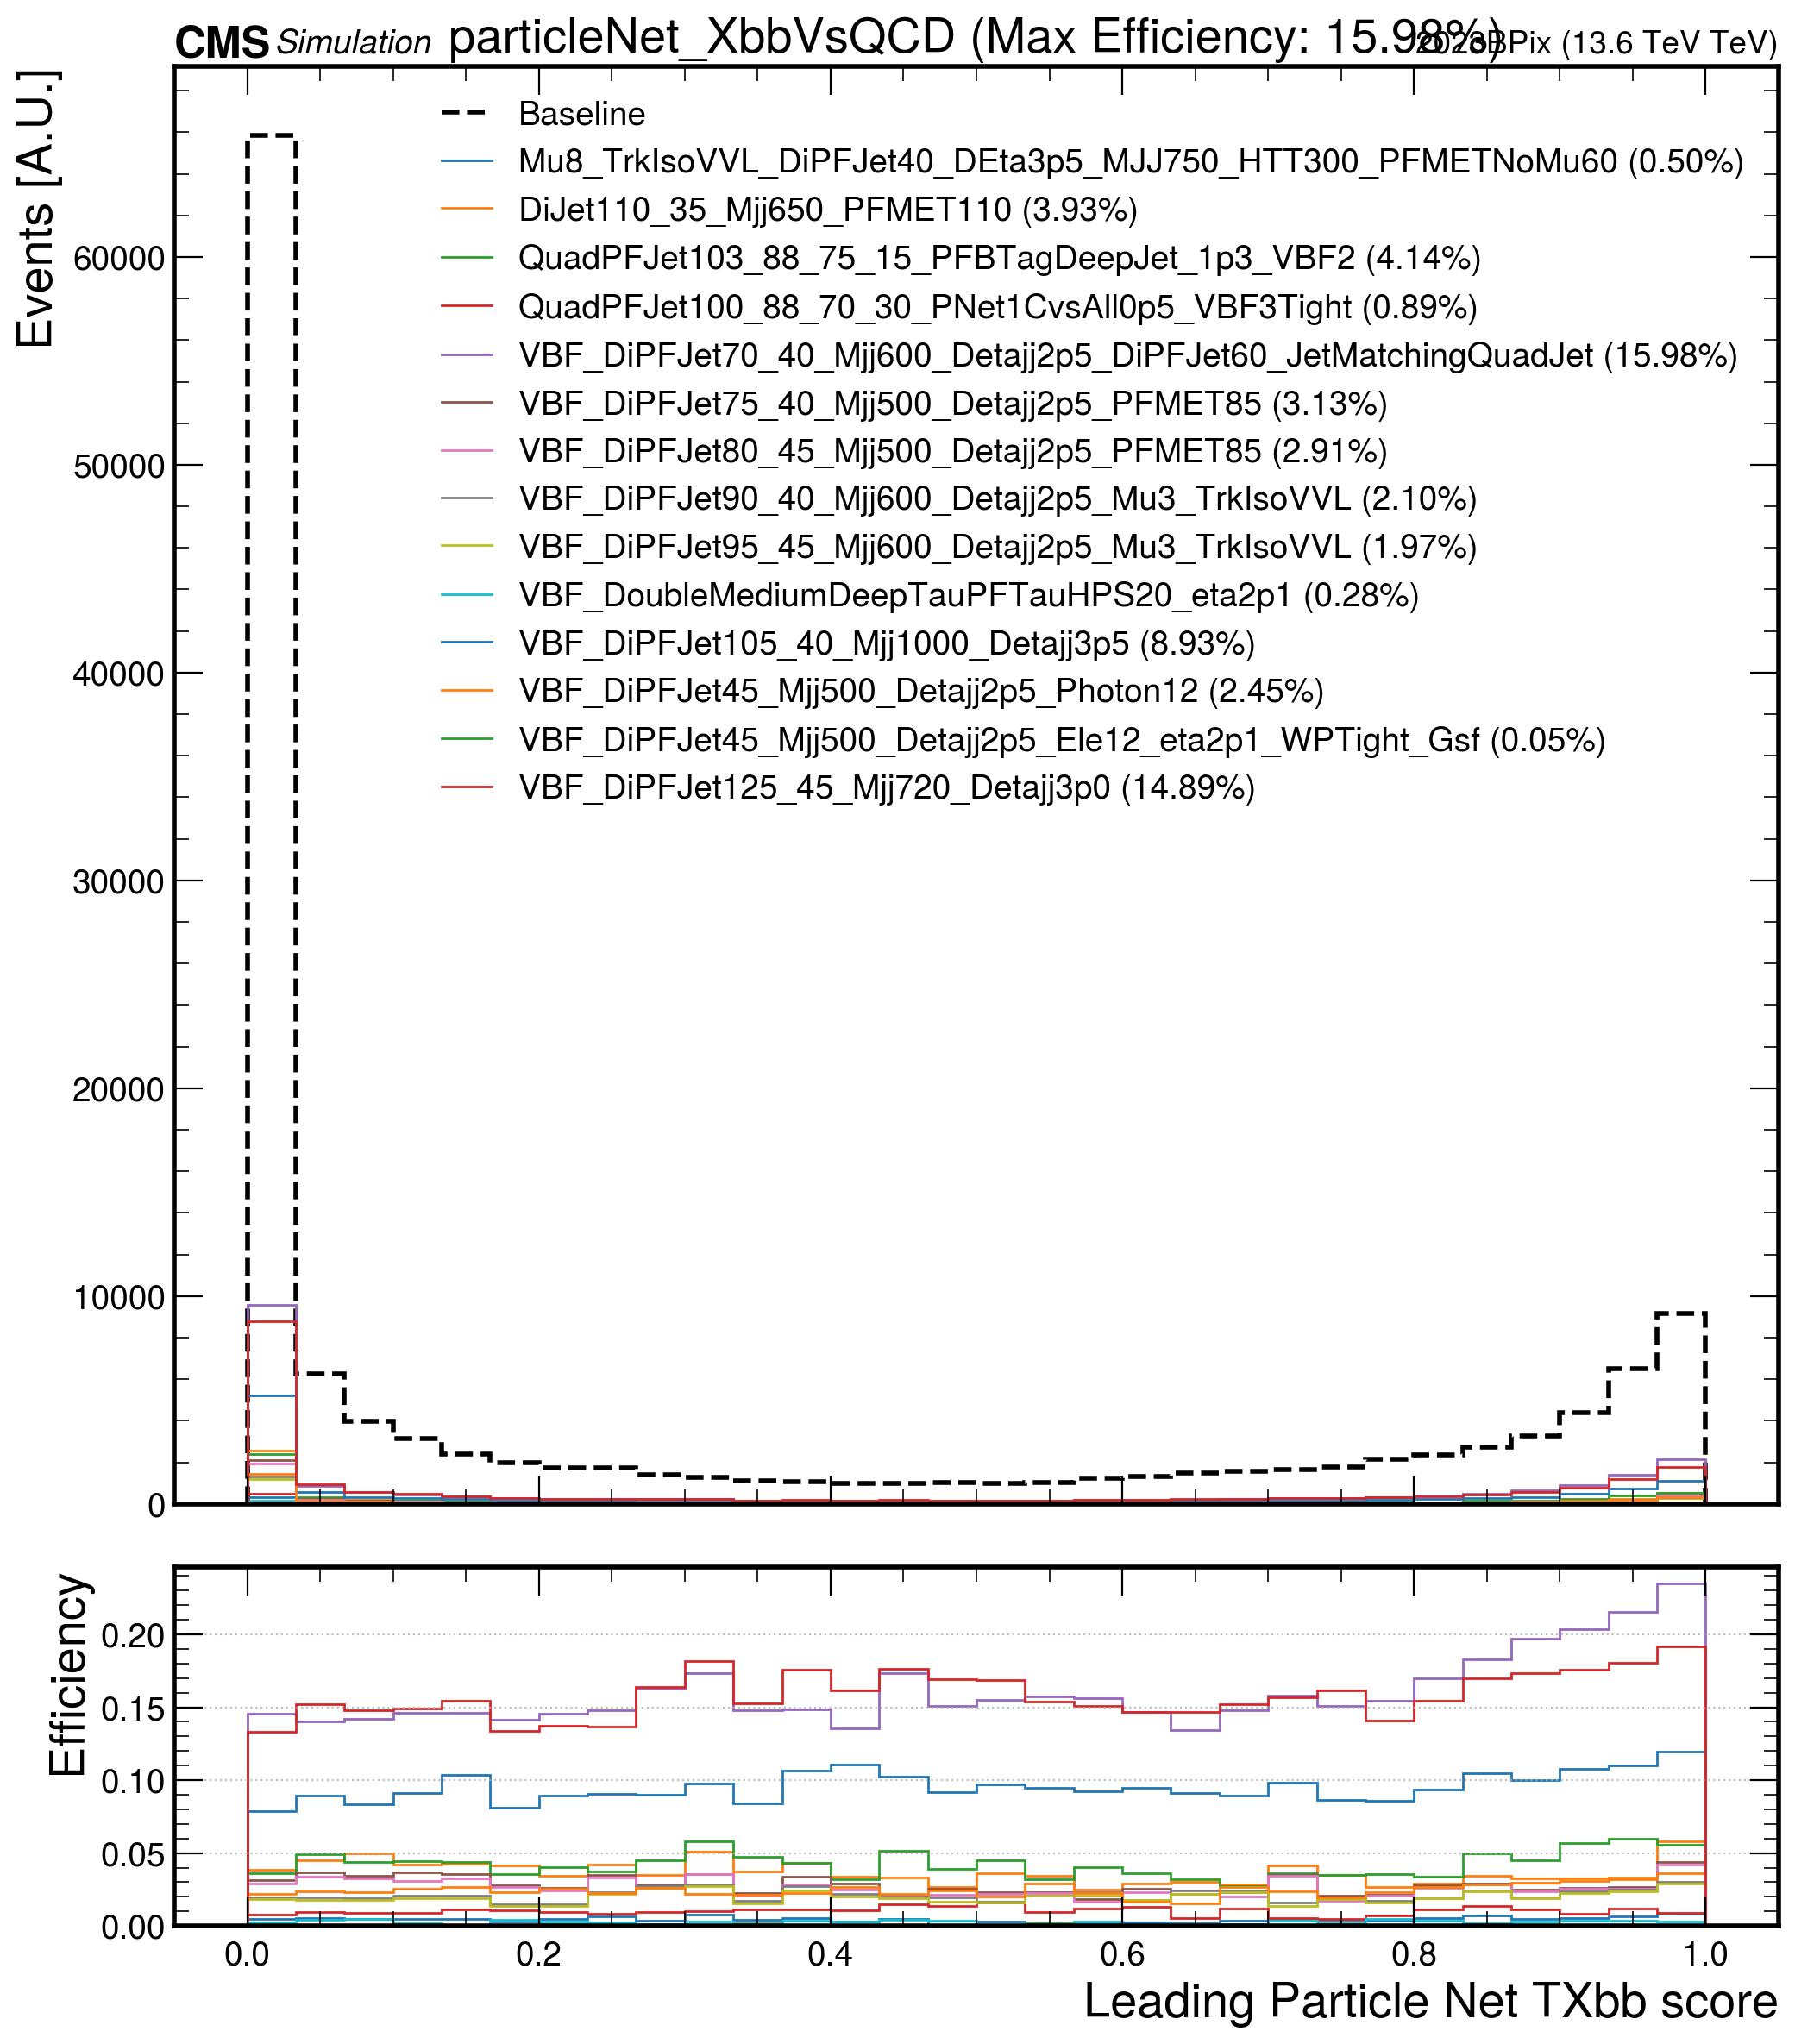 CMS Simulation particleNet_XbbVsQCD (Max Efficiency: 15.98%) 2023BPix (13.6 TeV TeV)
Events [A.U.]
Baseline
Mu8_TrkIsoVVL_DiPFJet40_DEta3p5_MJJ750_HTT300_PFMETNoMu60 (0.50%)
DiJet110_35_Mjj650_PFMET110 (3.93%)
QuadPFJet103_88_75_15_PFBTagDeepJet_1p3_VBF2 (4.14%)
QuadPFJet100_88_70_30_PNet1CvsAll0p5_VBF3Tight (0.89%)
VBF_DiPFJet70_40_Mjj600_Detajj2p5_DiPFJet60_JetMatchingQuadJet (15.98%)
VBF_DiPFJet75_40_Mjj500_Detajj2p5_PFMET85 (3.13%)
VBF_DiPFJet80_45_Mjj500_Detajj2p5_PFMET85 (2.91%)
VBF_DiPFJet90_40_Mjj600_Detajj2p5_Mu3_TrkIsoVVL (2.10%)
VBF_DiPFJet95_45_Mjj600_Detajj2p5_Mu3_TrkIsoVVL (1.97%)
VBF_DoubleMediumDeepTauPFTauHPS20_eta2p1 (0.28%)
VBF_DiPFJet105_40_Mjj1000_Detajj3p5 (8.93%)
VBF_DiPFJet45_Mjj500_Detajj2p5_Photon12 (2.45%)
VBF_DiPFJet45_Mjj500_Detajj2p5_Ele12_eta2p1_WPTight_Gsf (0.05%)
VBF_DiPFJet125_45_Mjj720_Detajj3p0 (14.89%)
60000
50000
40000
30000
20000
10000
0
Efficiency
0.20
0.15
0.10
0.05
0.00
0.0 0.2 0.4 0.6 0.8 1.0
Leading Particle Net TXbb score